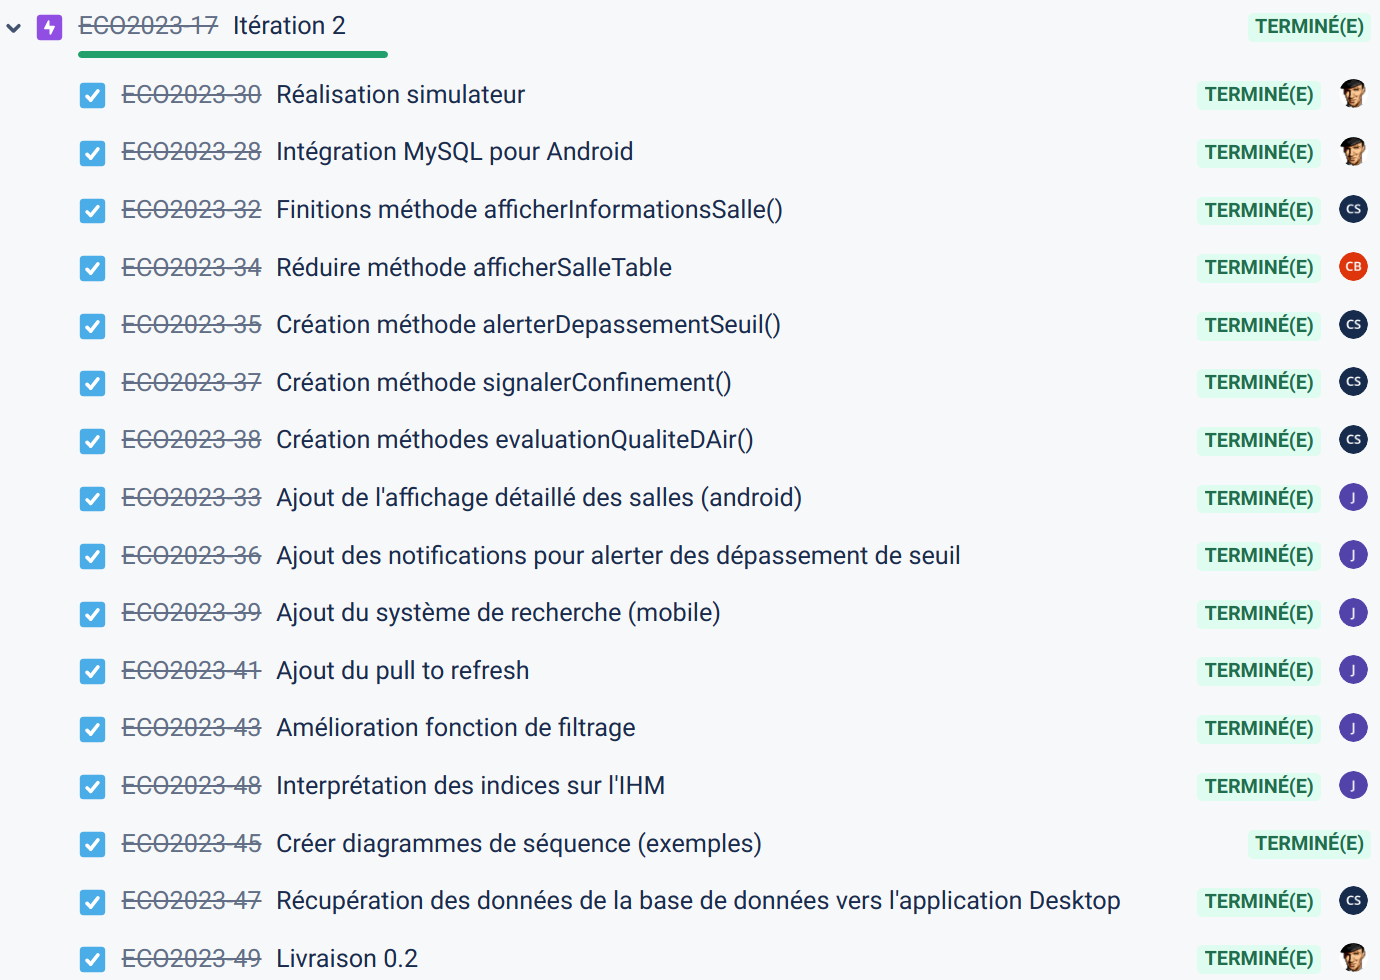 ECO2023-17 Itération 2 TERMINÉ(E)
ECO2023-30 Réalisation simulateur TERMINÉ(E)
ECO2023-28 Intégration MySQL pour Android TERMINÉ(E)
ECO2023-32 Finitions méthode afficherInformationsSalle() TERMINÉ(E) CS
ECO2023-34 Réduire méthode afficherSalleTable TERMINÉ(E) CB
ECO2023-35 Création méthode alerterDepassementSeuil() TERMINÉ(E) CS
ECO2023-37 Création méthode signalerConfinement() TERMINÉ(E) CS
ECO2023-38 Création méthodes evaluationQualiteDAir() TERMINÉ(E) CS
ECO2023-33 Ajout de l'affichage détaillé des salles (android) TERMINÉ(E) J
ECO2023-36 Ajout des notifications pour alerter des dépassement de seuil TERMINÉ(E) J
ECO2023-39 Ajout du système de recherche (mobile) TERMINÉ(E) J
ECO2023-41 Ajout du pull to refresh TERMINÉ(E) J
ECO2023-43 Amélioration fonction de filtrage TERMINÉ(E) J
ECO2023-48 Interprétation des indices sur l'IHM TERMINÉ(E) J
ECO2023-45 Créer diagrammes de séquence (exemples) TERMINÉ(E)
ECO2023-47 Récupération des données de la base de données vers l'application Desktop TERMINÉ(E) CS
ECO2023-49 Livraison 0.2 TERMINÉ(E)